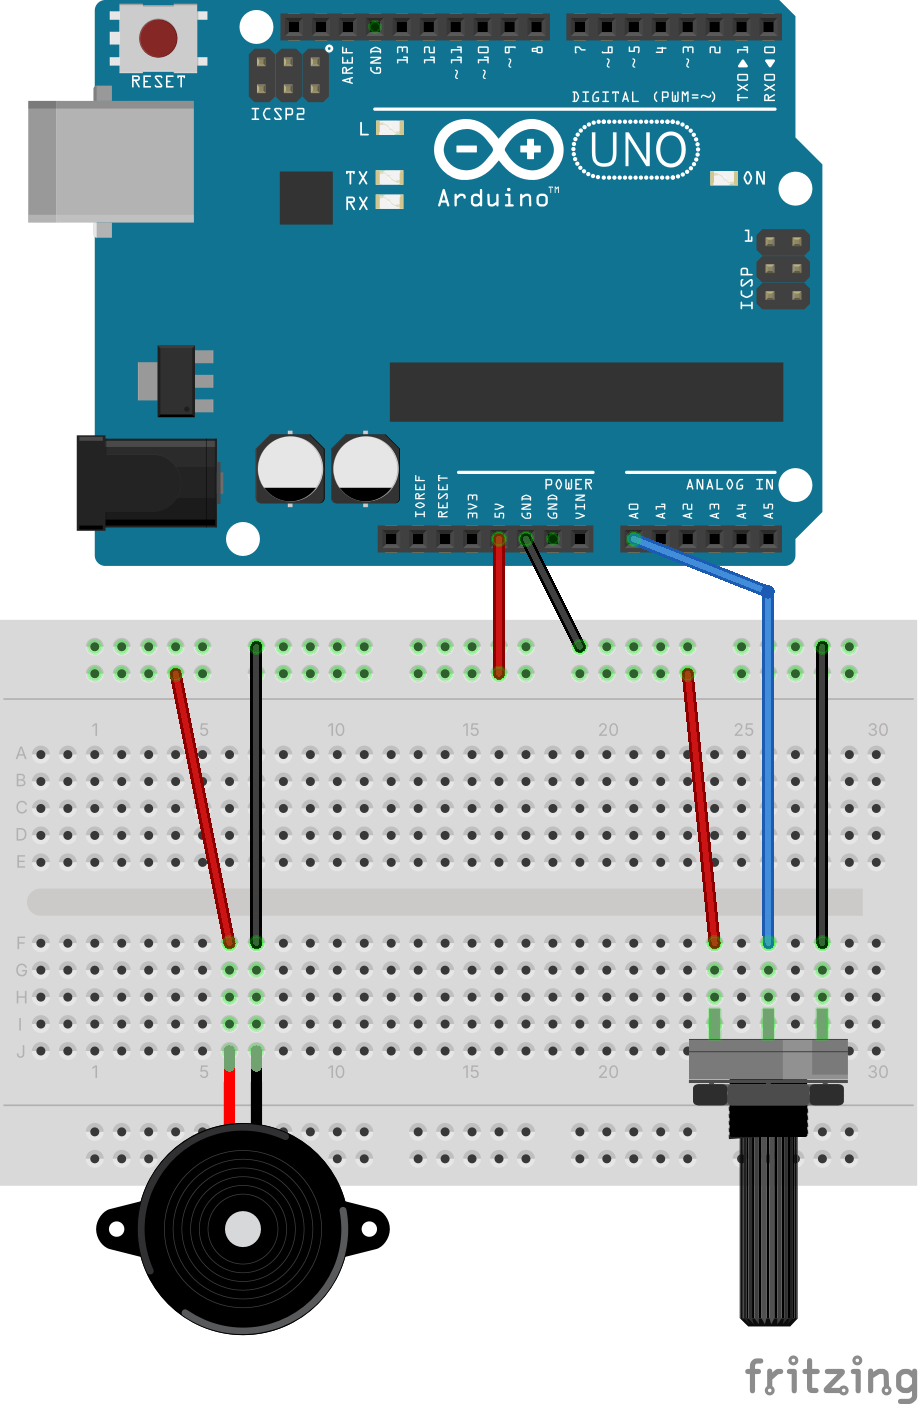 RESET
ICSP2
AREF
GND
13
12
~11
~10
~9
8
7
~6
~5
4
~3
2
TX0▶1
RX0◀0
DIGITAL (PWM=~)
L
TX
RX
Arduino™
UNO
ON
1
ICSP
POWER
ANALOG IN
IOREF
RESET
3V3
5V
GND
GND
VIN
A0
A1
A2
A3
A4
A5
1 5 10 15 20 25 30
A
B
C
D
E
F
G
H
I
J
1 5 10 15 20 30
fritzing